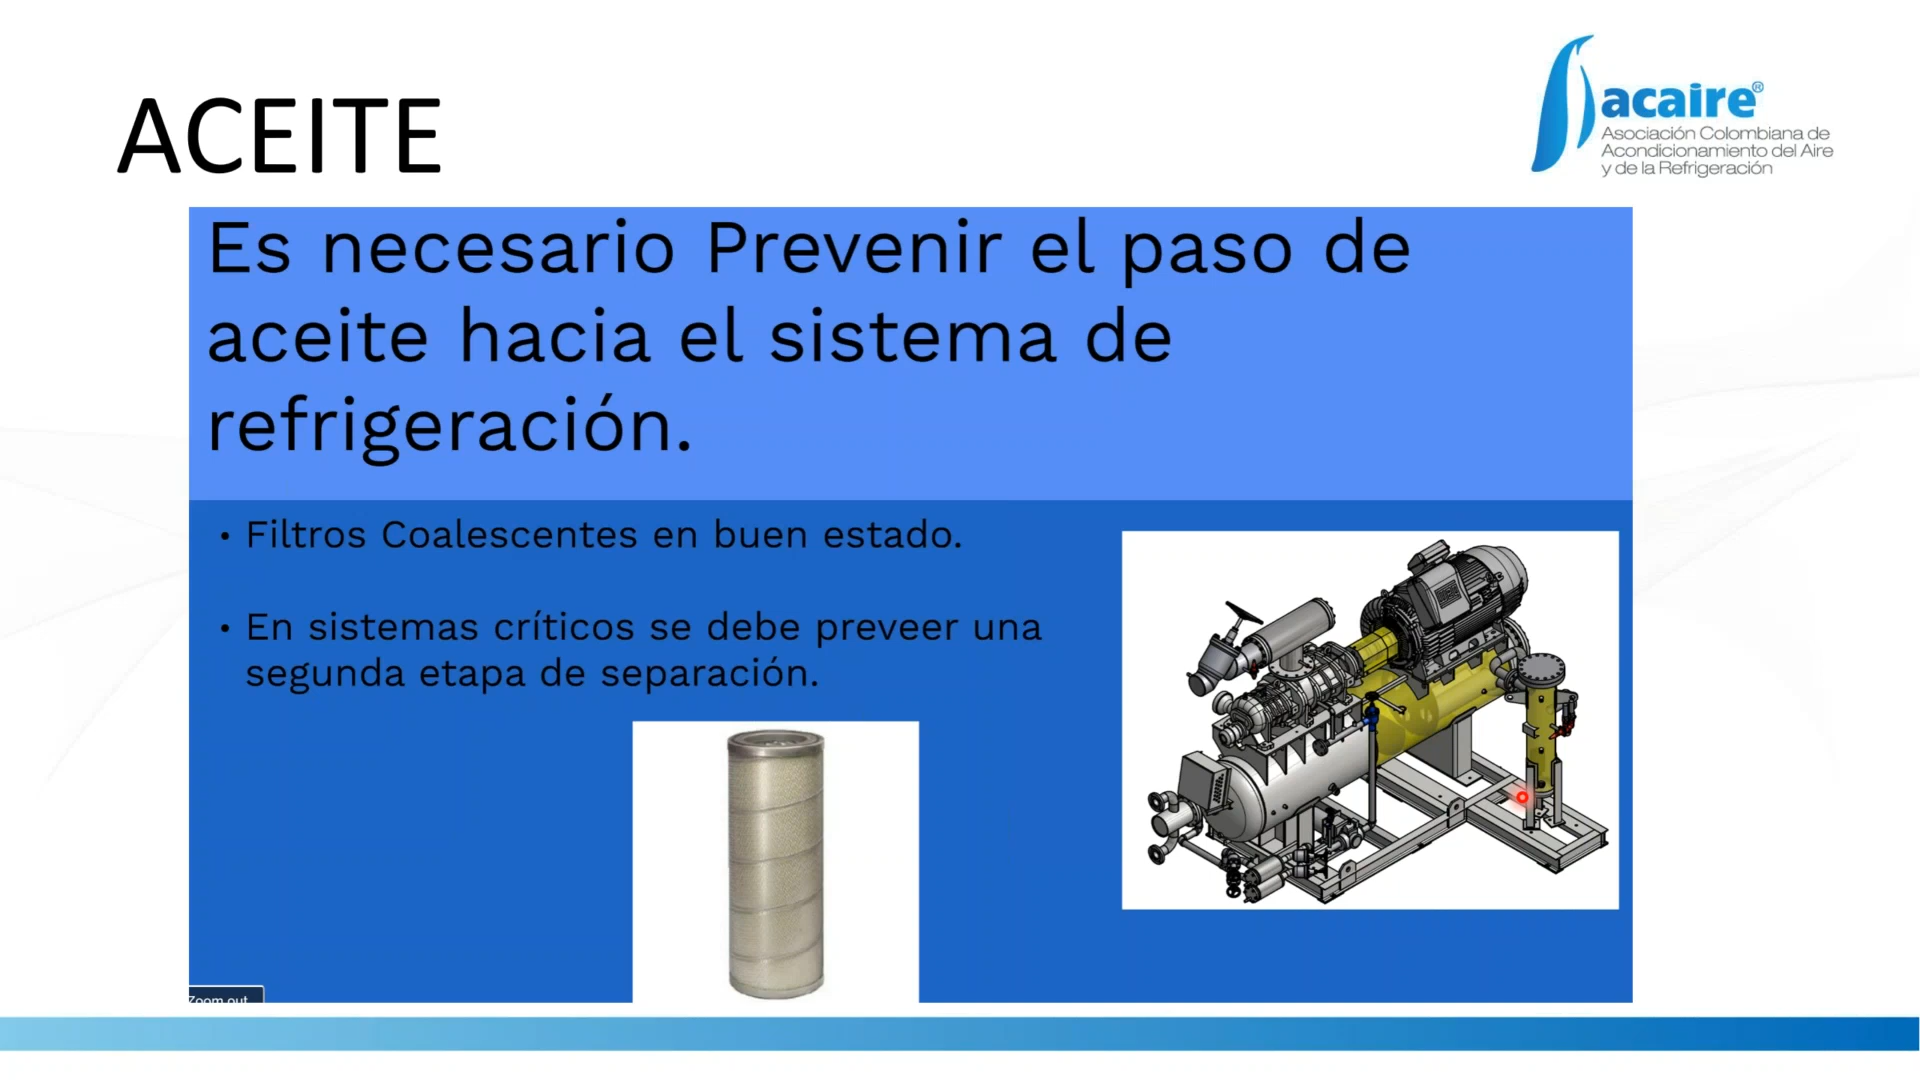 ACEITE
acaire®
Asociación Colombiana de
Acondicionamiento del Aire
y de la Refrigeración
Es necesario Prevenir el paso de
aceite hacia el sistema de
refrigeración.
• Filtros Coalescentes en buen estado.
• En sistemas críticos se debe preveer una
segunda etapa de separación.
Zoom out